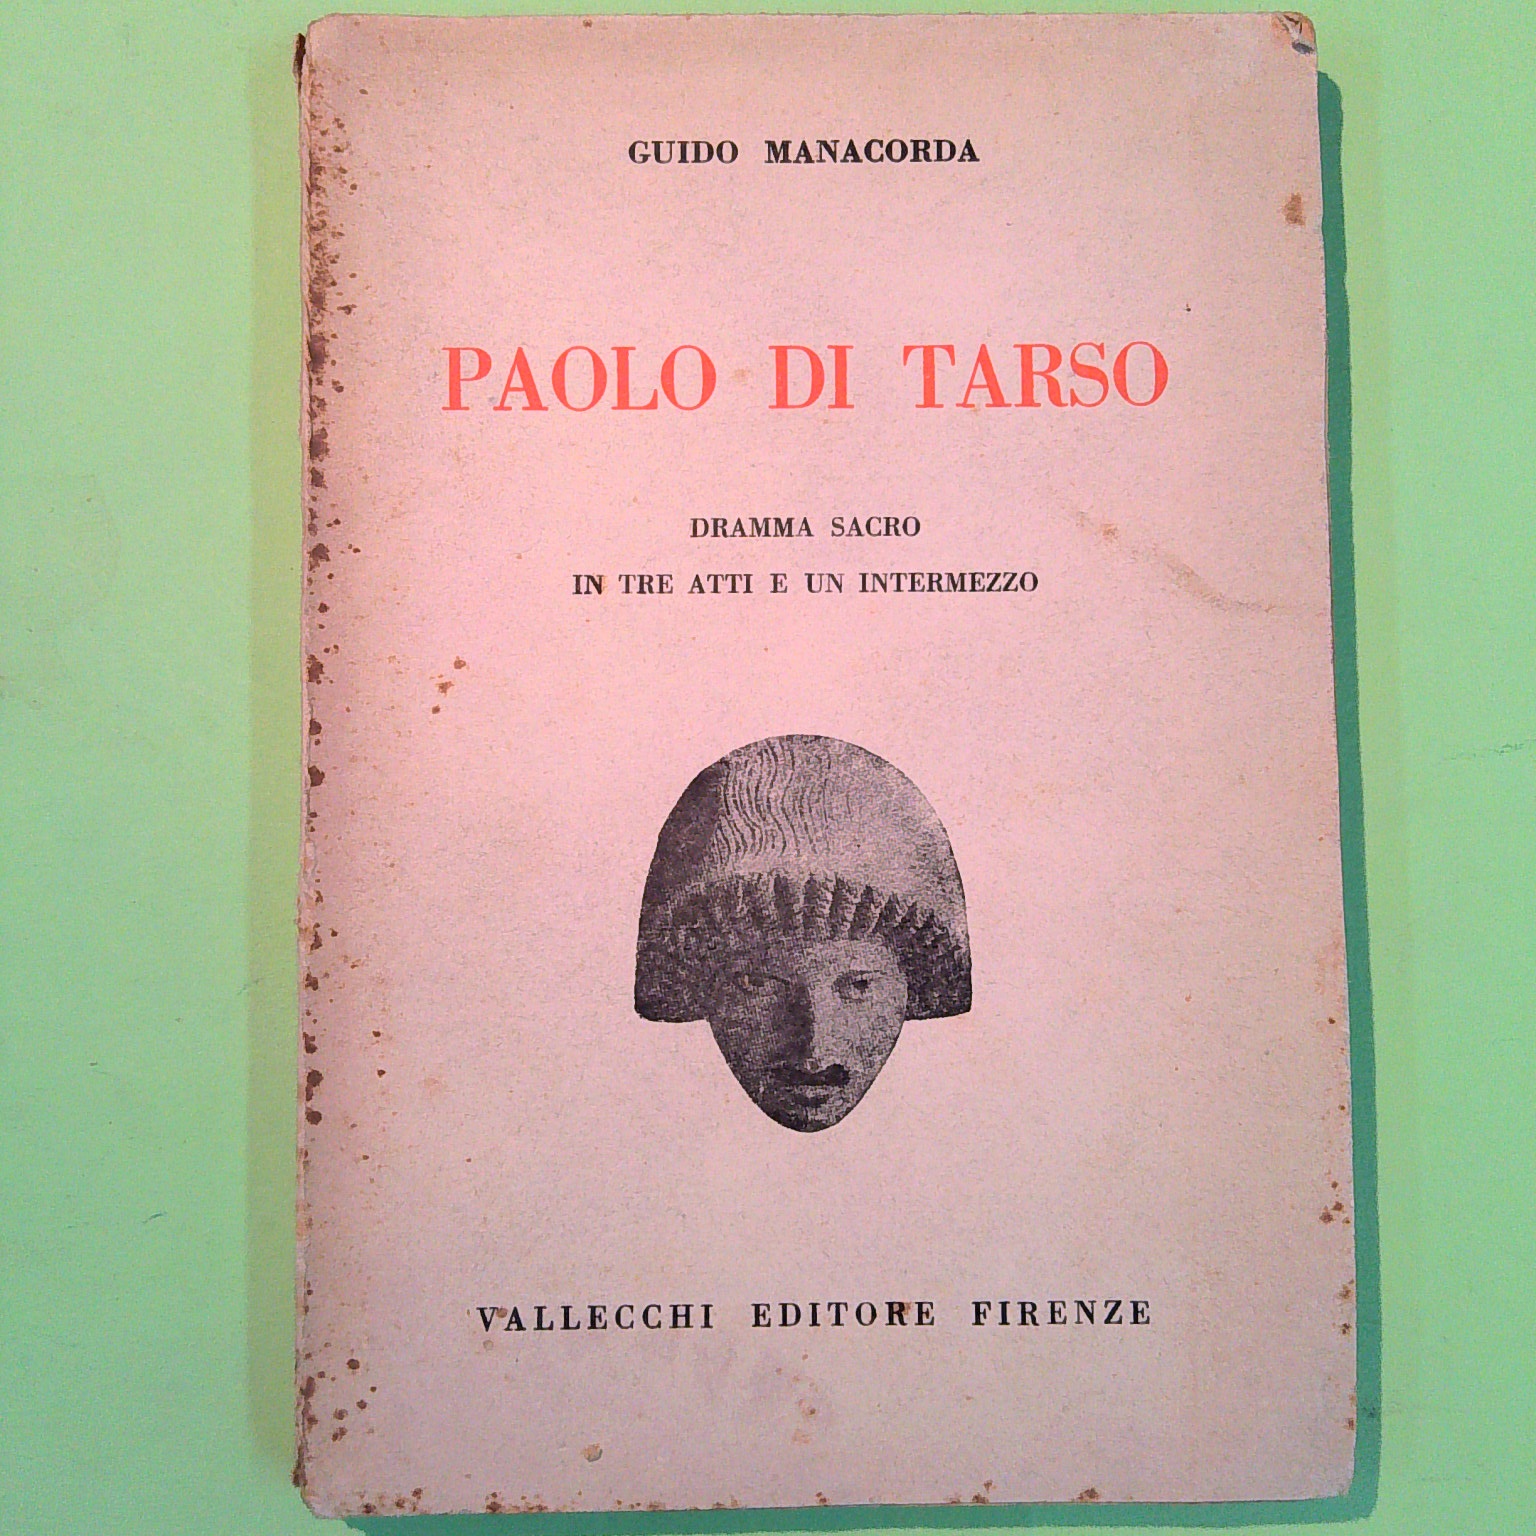 GUIDO MANACORDA
PAOLO DI TARSO
DRAMMA SACRO
IN TRE ATTI E UN INTERMEZZO
VALLECCHI EDITORE FIRENZE